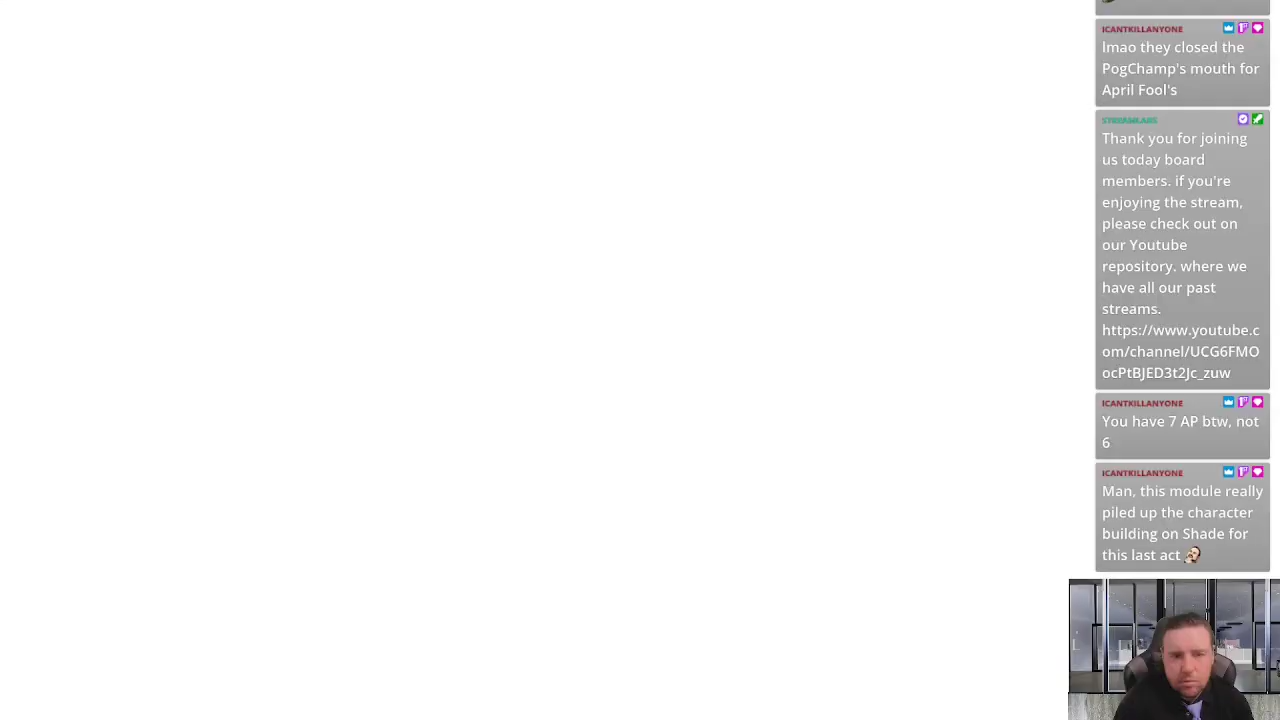 ICANTKILLANYONE
lmao they closed the
PogChamp's mouth for
April Fool's
STREAMLABS
Thank you for joining
us today board
members. if you're
enjoying the stream,
please check out on
our Youtube
repository. where we
have all our past
streams.
https://www.youtube.c
om/channel/UCG6FMO
ocPtBJED3t2Jc_zuw
ICANTKILLANYONE
You have 7 AP btw, not
6
ICANTKILLANYONE
Man, this module really
piled up the character
building on Shade for
this last act